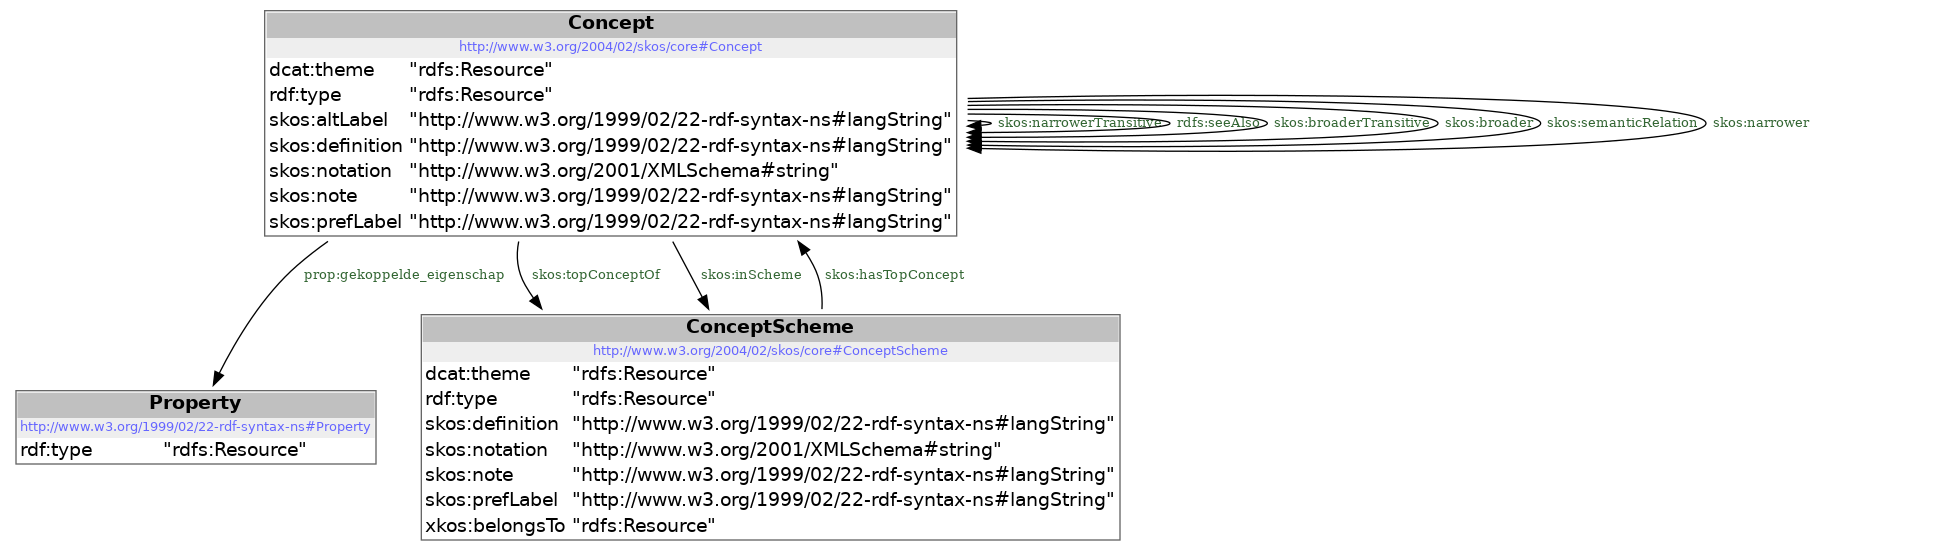 Concept
http://www.w3.org/2004/02/skos/core#Concept
dcat:theme "rdfs:Resource"
rdf:type "rdfs:Resource"
skos:altLabel "http://www.w3.org/1999/02/22-rdf-syntax-ns#langString"
skos:definition "http://www.w3.org/1999/02/22-rdf-syntax-ns#langString"
skos:notation "http://www.w3.org/2001/XMLSchema#string"
skos:note "http://www.w3.org/1999/02/22-rdf-syntax-ns#langString"
skos:prefLabel "http://www.w3.org/1999/02/22-rdf-syntax-ns#langString"
skos:narrowerTransitive rdfs:seeAlso skos:broaderTransitive skos:broader skos:semanticRelation skos:narrower
prop:gekoppelde_eigenschap skos:topConceptOf skos:inScheme skos:hasTopConcept
ConceptScheme
http://www.w3.org/2004/02/skos/core#ConceptScheme
dcat:theme "rdfs:Resource"
rdf:type "rdfs:Resource"
skos:definition "http://www.w3.org/1999/02/22-rdf-syntax-ns#langString"
skos:notation "http://www.w3.org/2001/XMLSchema#string"
skos:note "http://www.w3.org/1999/02/22-rdf-syntax-ns#langString"
skos:prefLabel "http://www.w3.org/1999/02/22-rdf-syntax-ns#langString"
xkos:belongsTo "rdfs:Resource"
Property
http://www.w3.org/1999/02/22-rdf-syntax-ns#Property
rdf:type "rdfs:Resource"